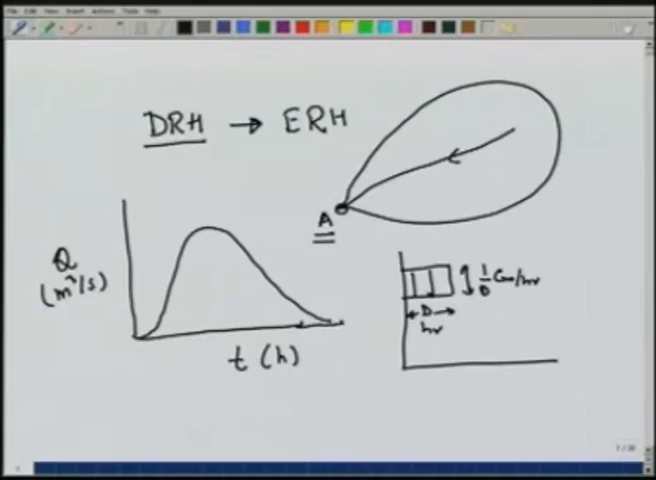 DRH → ERH
A
Q
(m³/s)
t (h)
1/D cm/hr
D
hr